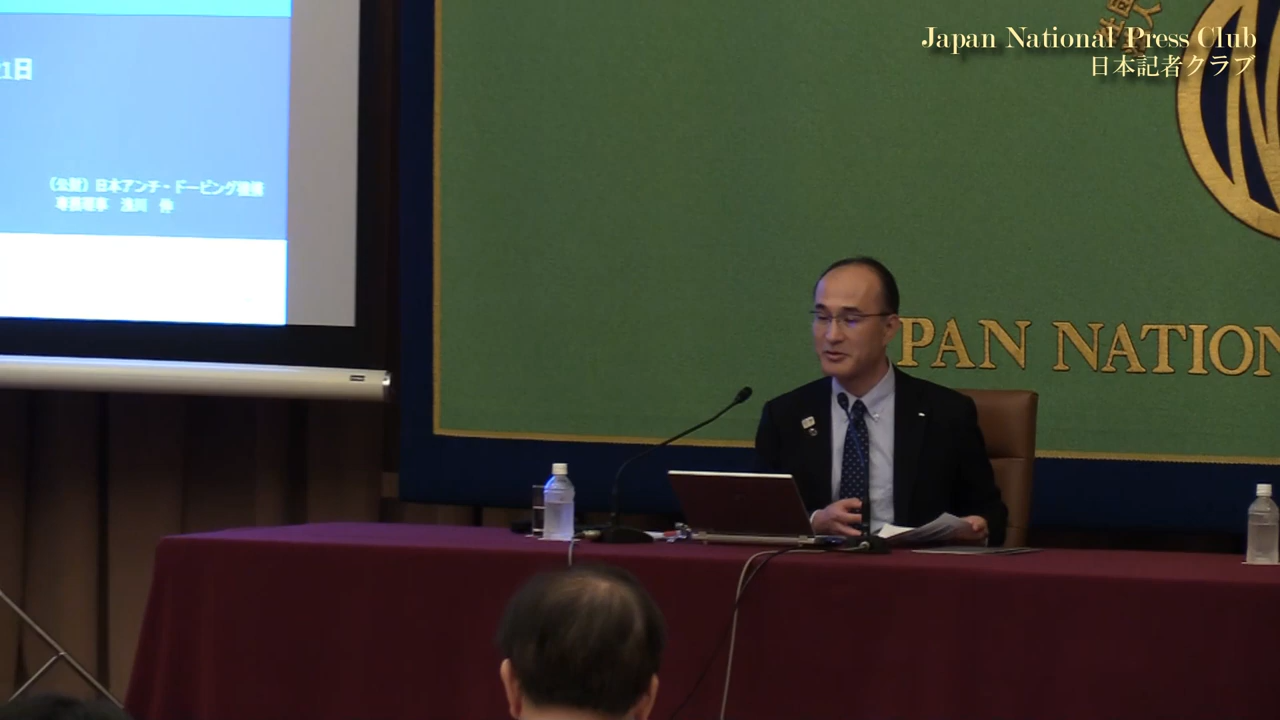 Japan National Press Club
日本記者クラブ
1日
(公財)日本アンチ・ドーピング機構
専務理事 浅川 伸
JAPAN NATION